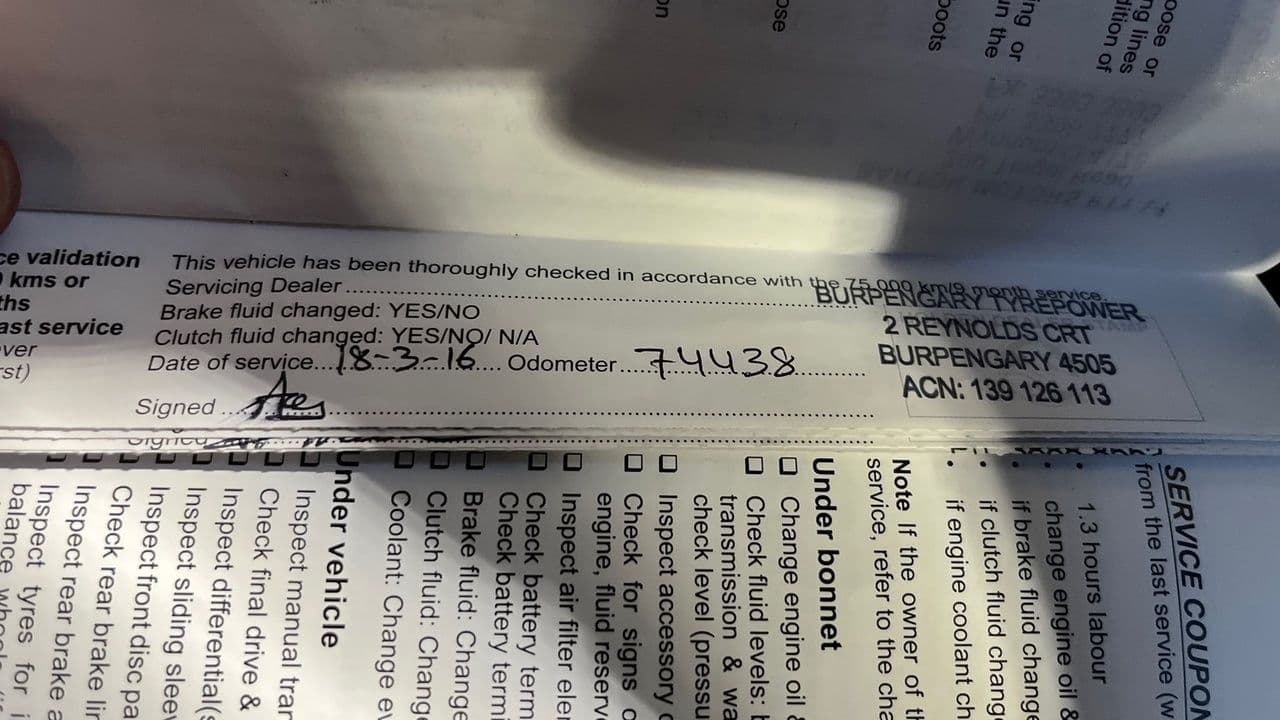 oose or
ng lines
dition of
ing or
un the
boots
ose
on
ce validation
kms or
ths
ast service
ver
rst)
This vehicle has been thoroughly checked in accordance with the 75,000 km/9 month service.
Servicing Dealer
Brake fluid changed: YES/NO
Clutch fluid changed: YES/NO/ N/A
Date of service...18-3-16.... Odometer.....74438
Signed
BURPENGARY TYREPOWER
2 REYNOLDS CRT
BURPENGARY 4505
ACN: 139 126 113
SERVICE COUPON
from the last service (w
• 1.3 hours labour
• change engine oil &
• if brake fluid change
• if clutch fluid chang
• if engine coolant ch
Note If the owner of th
service, refer to the cha
Under bonnet
☐ Change engine oil &
☐ Check fluid levels: b
transmission & wa
check level (pressu
☐ Inspect accessory d
☐ Check for signs o
engine, fluid reserv
☐ Inspect air filter elem
☐ Check battery term
Check battery termi
☐ Brake fluid: Change
☐ Clutch fluid: Change
☐ Coolant: Change ev
Under vehicle
☐ Inspect manual tran
☐ Check final drive &
☐ Inspect differential(s
☐ Inspect sliding sleev
☐ Inspect front disc pa
☐ Check rear brake lin
☐ Inspect rear brake a
☐ Inspect tyres for i
balance